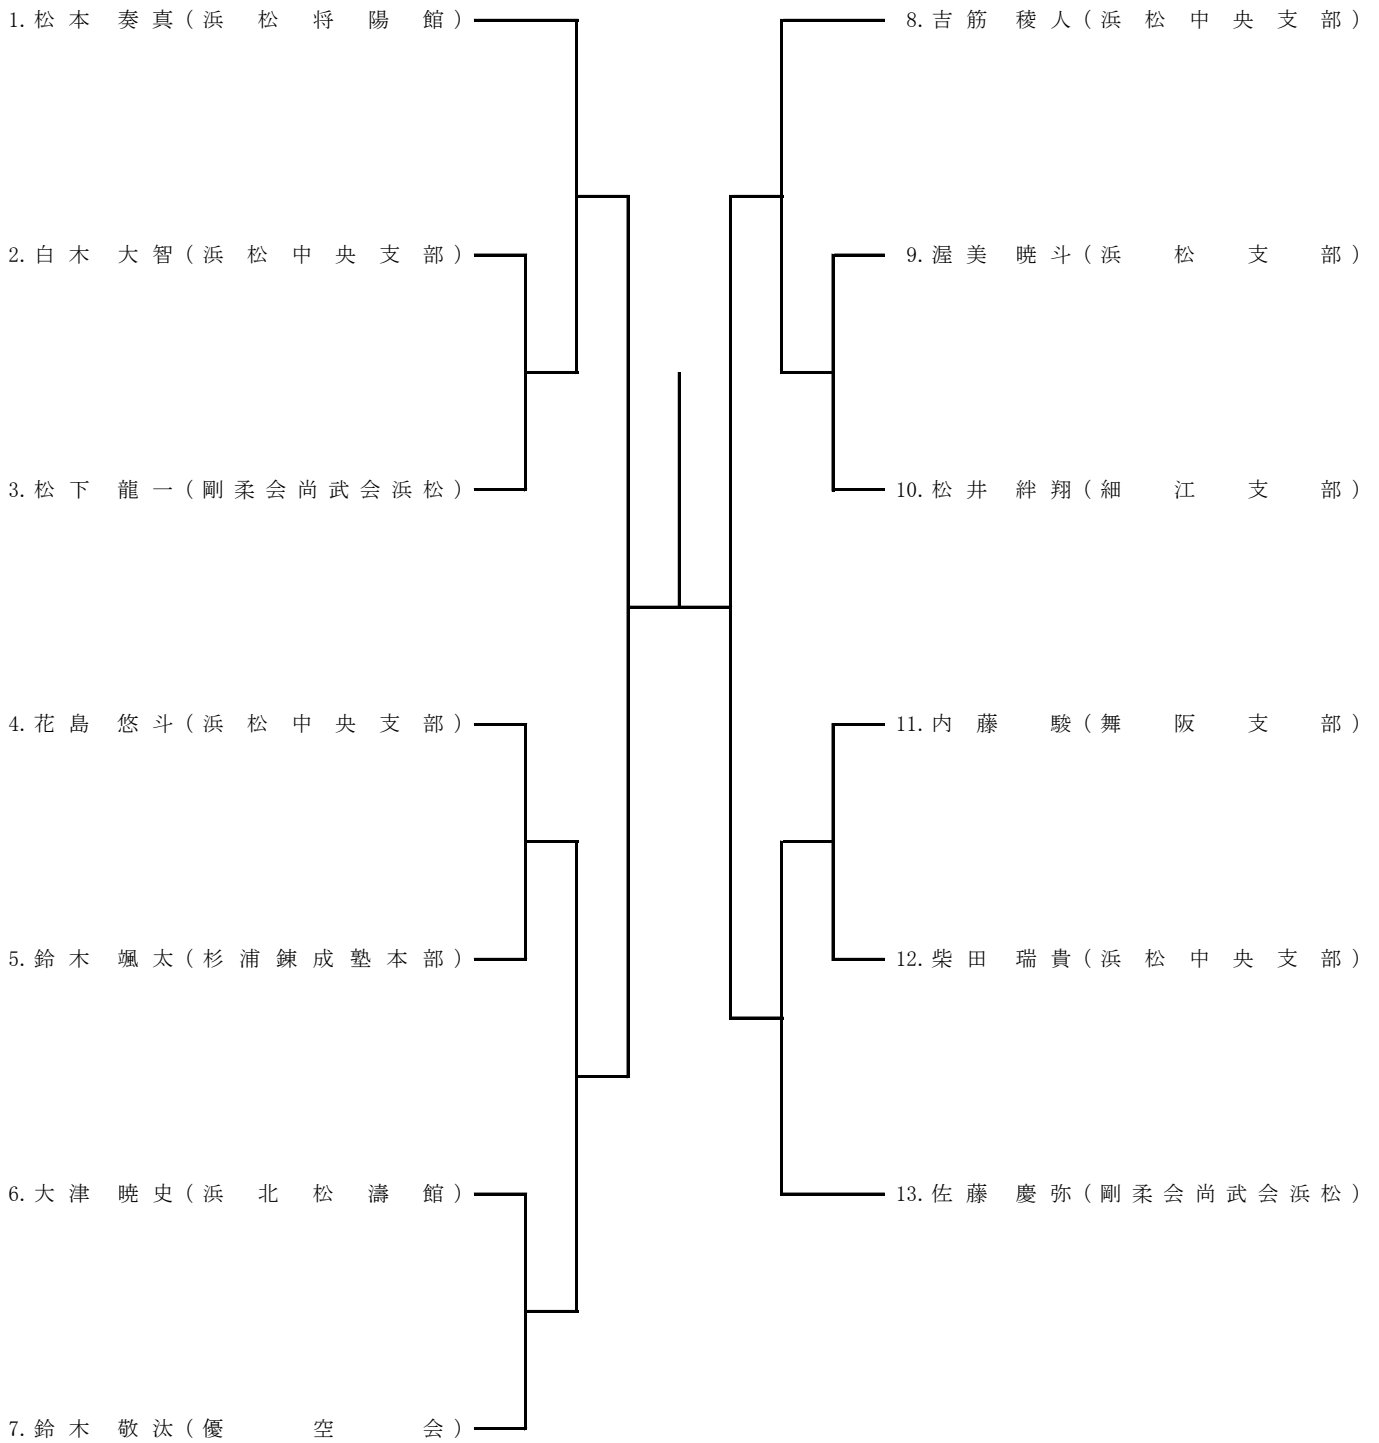 1. 松本 奏真 (浜松将陽館)
2. 白木 大智 (浜松中央支部)
3. 松下 龍一 (剛柔会尚武会浜松)
4. 花島 悠斗 (浜松中央支部)
5. 鈴木 颯太 (杉浦錬成塾本部)
6. 大津 暁史 (浜北松濤館)
7. 鈴木 敬汰 (優空会)
8. 吉筋 稜人 (浜松中央支部)
9. 渥美 暁斗 (浜松支部)
10. 松井 絆翔 (細江支部)
11. 内藤 駿 (舞阪支部)
12. 柴田 瑞貴 (浜松中央支部)
13. 佐藤 慶弥 (剛柔会尚武会浜松)